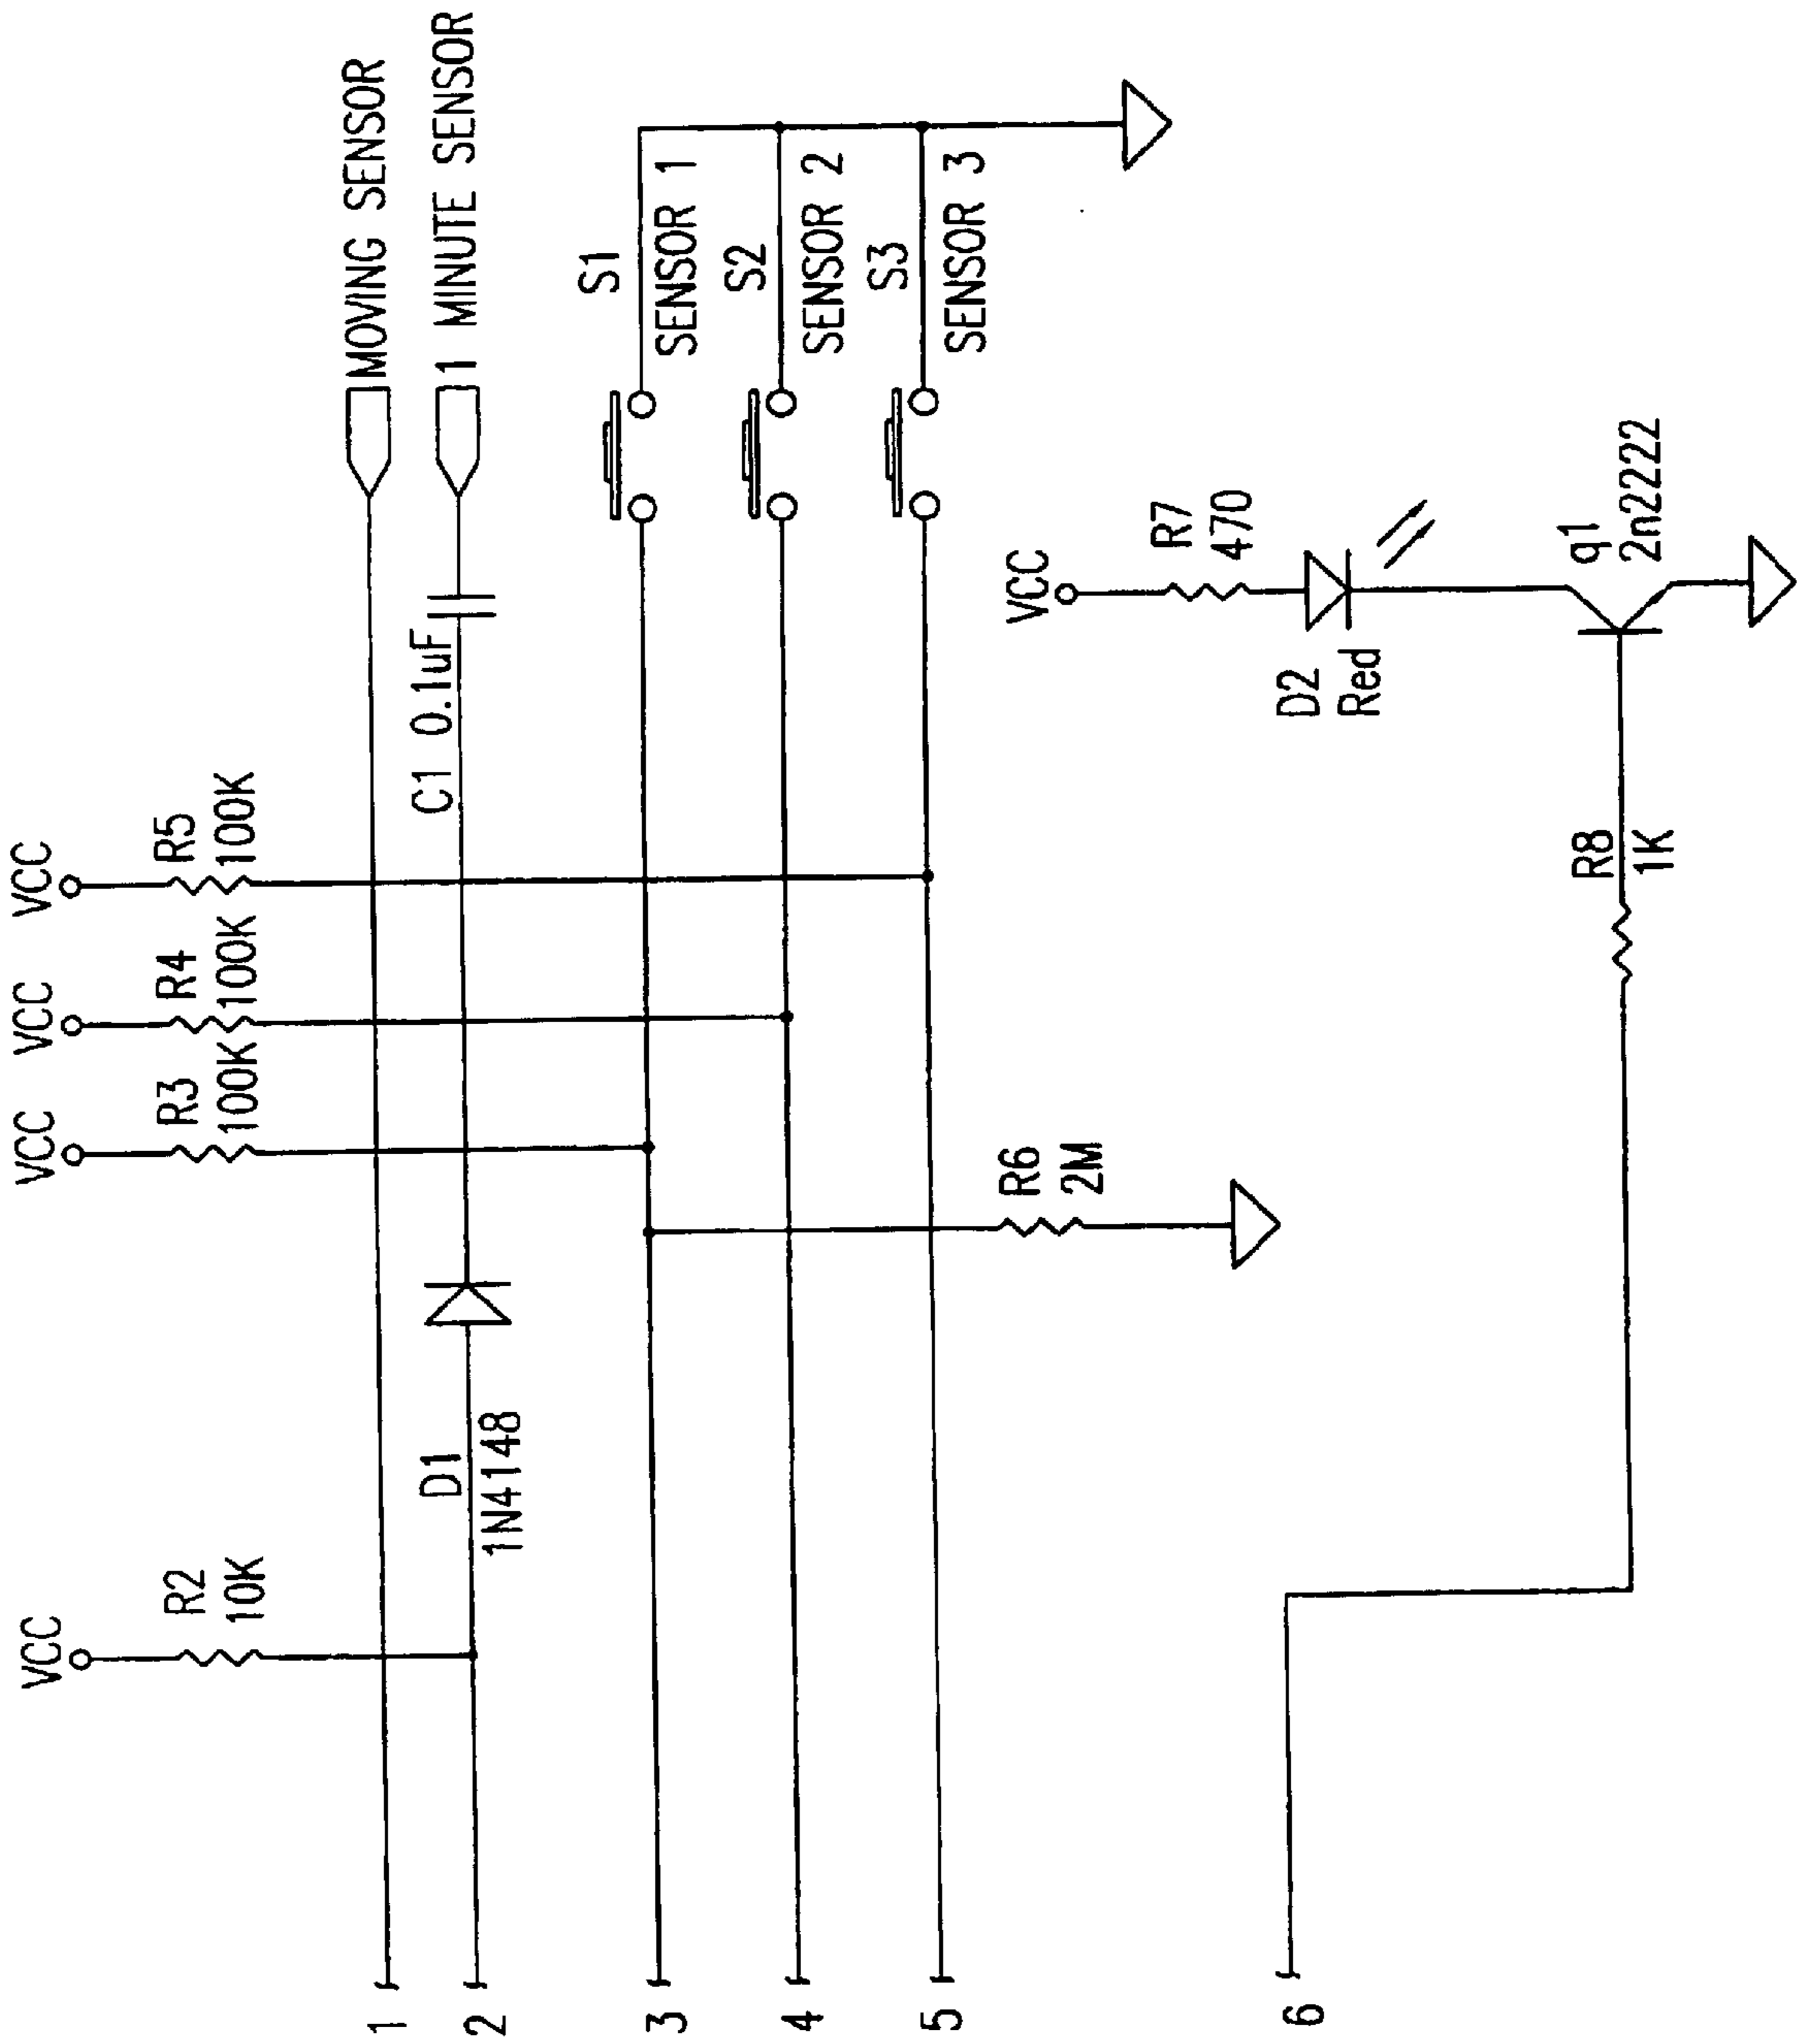 VCC
R2
10K
VCC
R3
100K
VCC
R4
100K
VCC
R5
100K
MOVING SENSOR
1 MINUTE SENSOR
C1 0.1uF
D1
1N4148
S1
SENSOR 1
S2
SENSOR 2
S3
SENSOR 3
R6
2M
VCC
R7
470
D2
Red
q1
2n2222
R8
1K
1
2
3
4
5
6